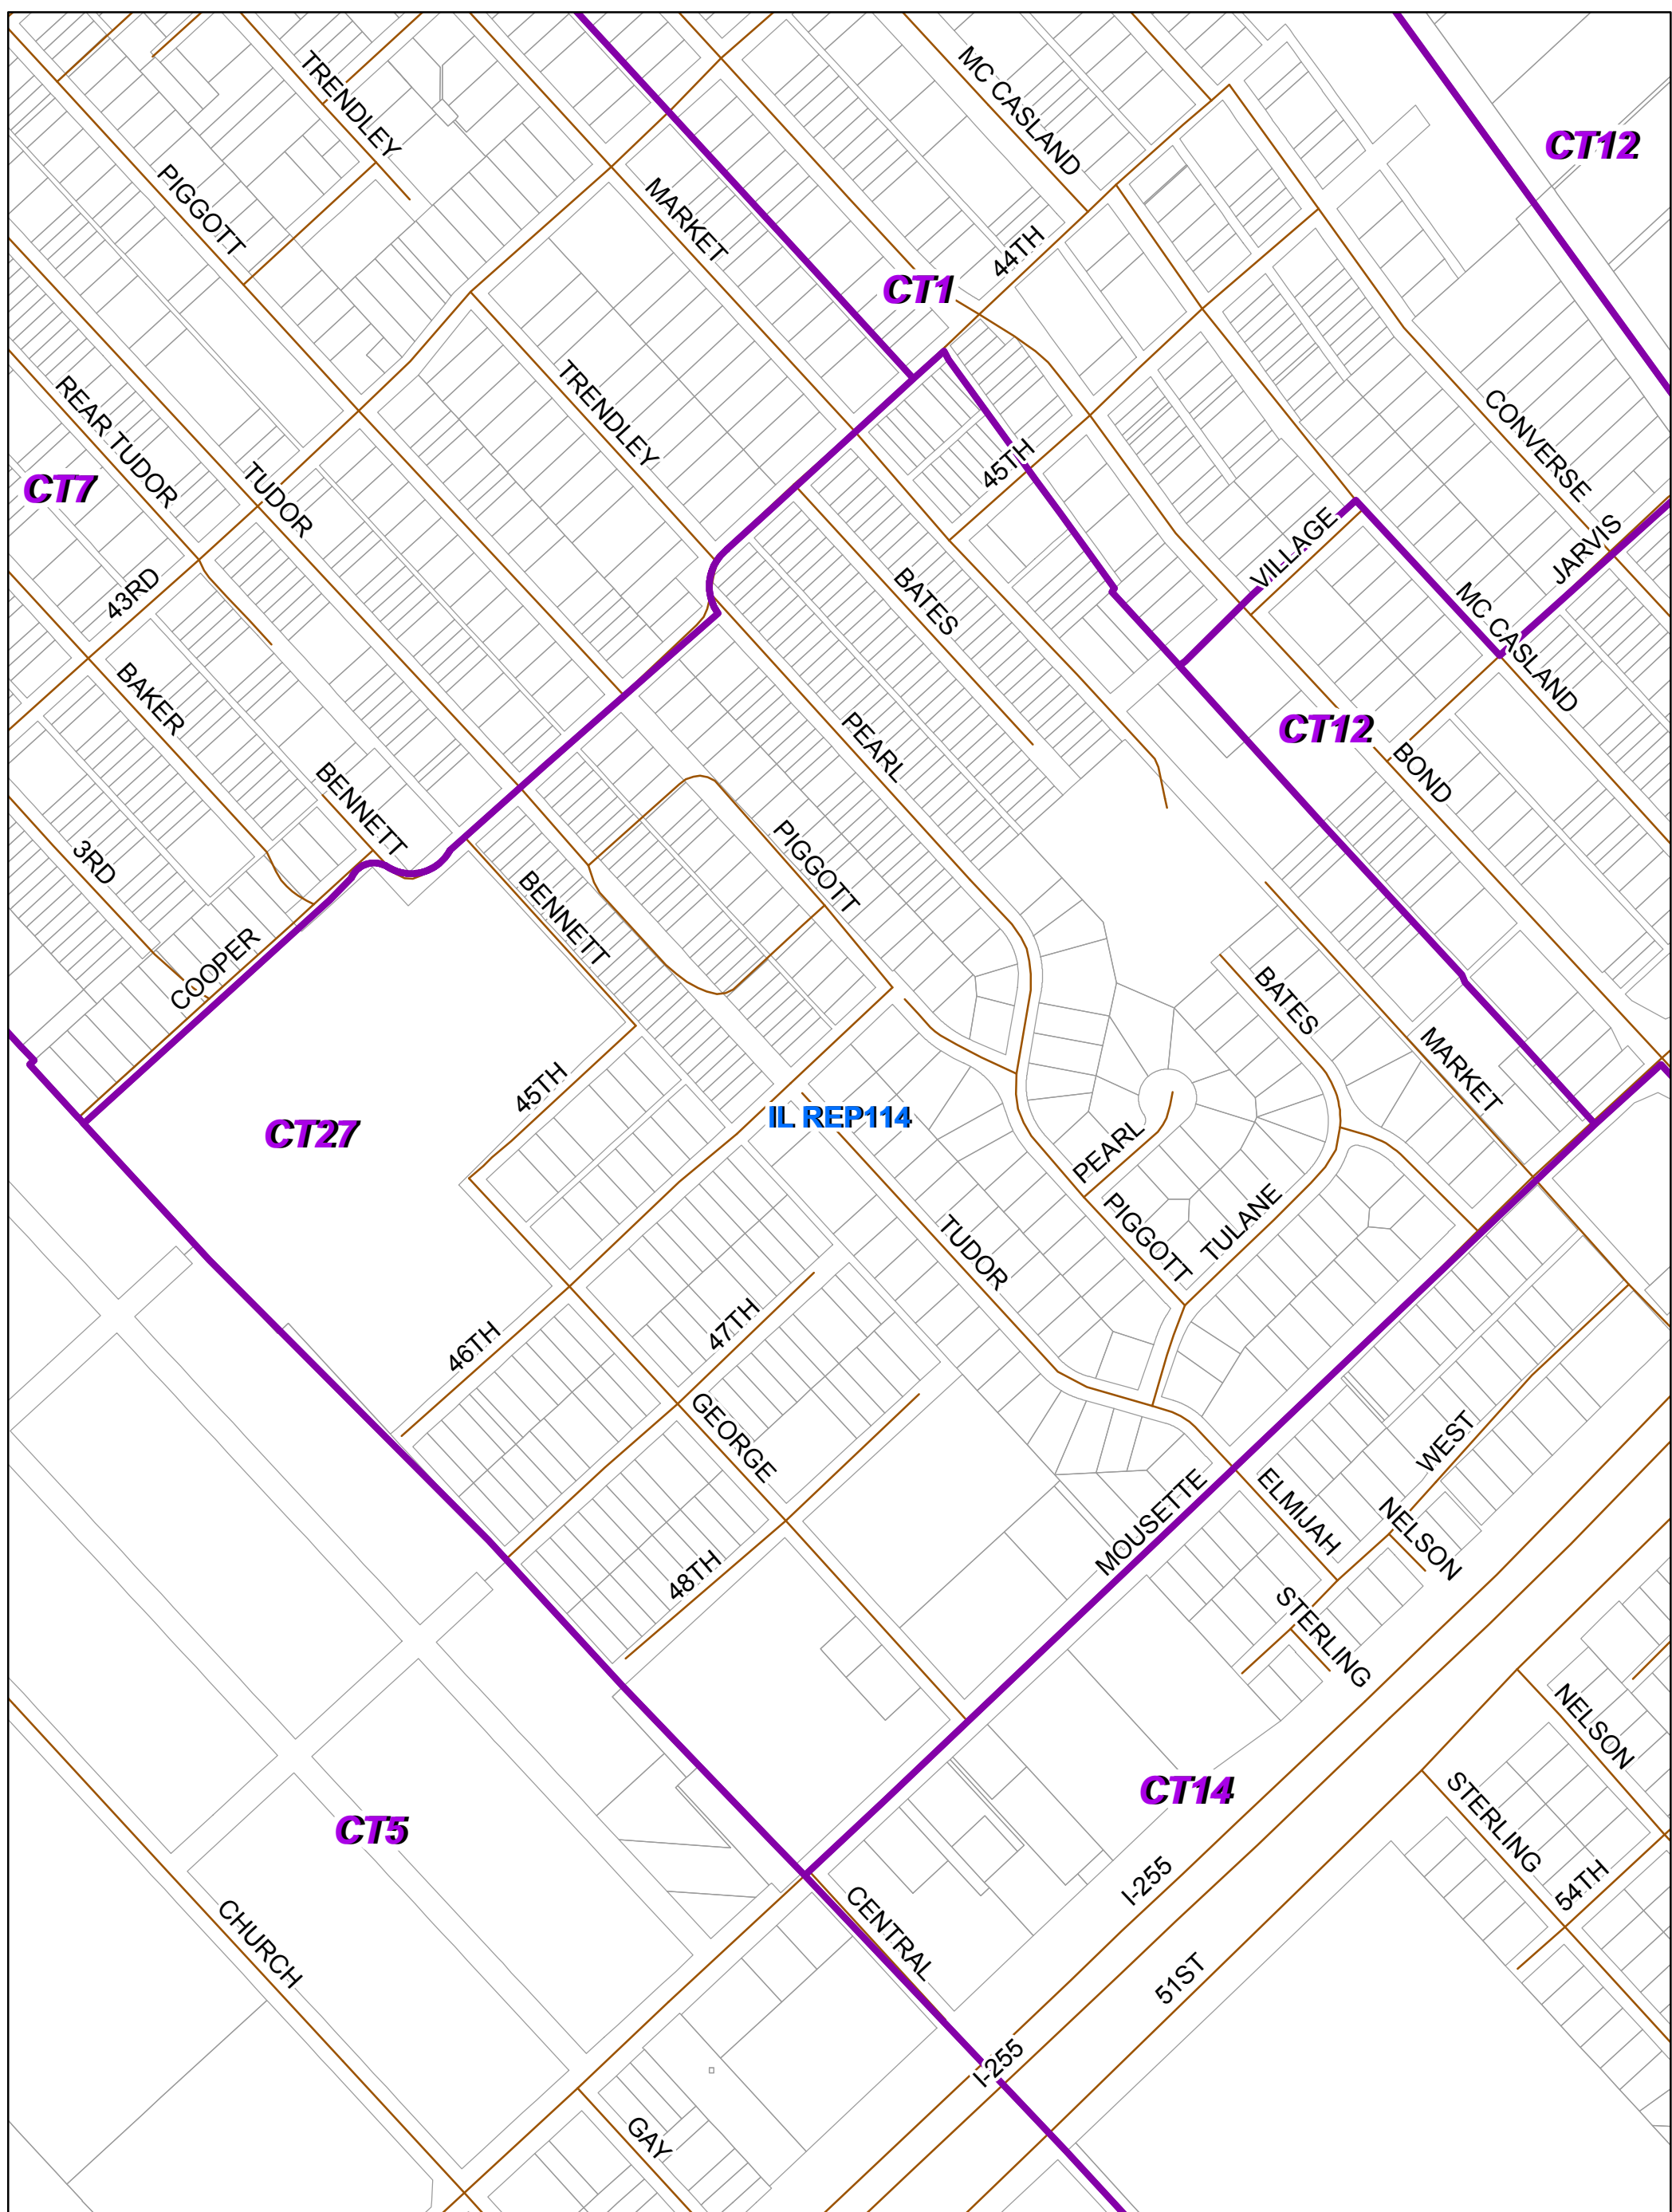 MC CASLAND
TRENDLEY
CT12
PIGGOTT
MARKET
44TH
CT1
TRENDLEY
REAR TUDOR
CONVERSE
45TH
CT7
TUDOR
VILLAGE
JARVIS
43RD
BATES
MC CASLAND
BAKER
PEARL
CT12
BENNETT
BOND
3RD
PIGGOTT
BENNETT
COOPER
BATES
MARKET
45TH
IL REP114
CT27
PEARL
PIGGOTT
TULANE
TUDOR
47TH
46TH
GEORGE
WEST
MOUSETTE
ELMIJAH
NELSON
48TH
STERLING
NELSON
CT14
CT5
STERLING
54TH
I-255
CENTRAL
CHURCH
51ST
I-255
GAY